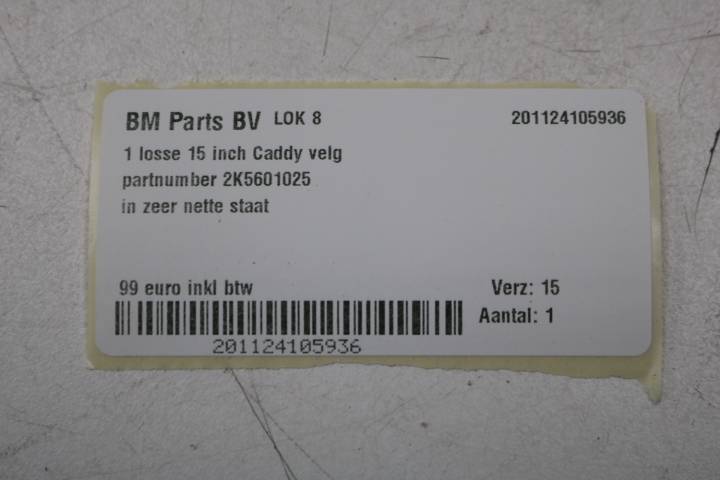 BM Parts BV LOK 8 201124105936
1 losse 15 inch Caddy velg
partnumber 2K5601025
in zeer nette staat
99 euro inkl btw Verz: 15
Aantal: 1
201124105936